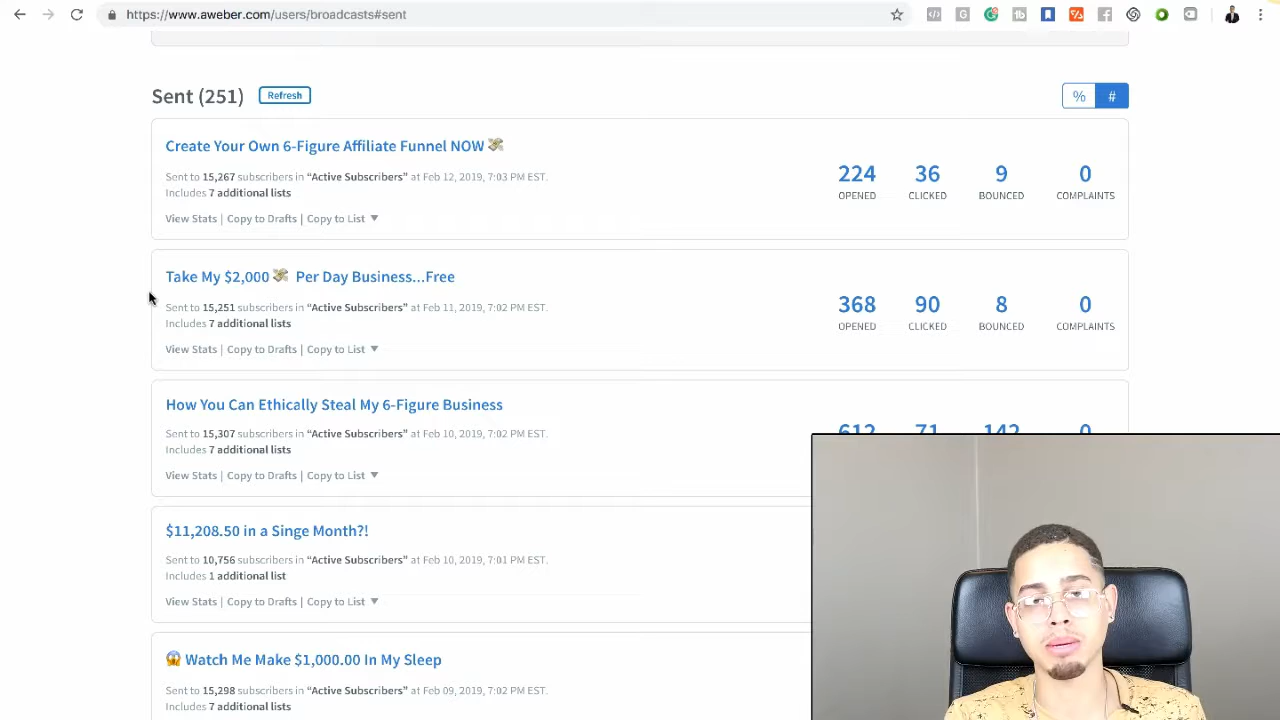 https://www.aweber.com/users/broadcasts#sent
Sent (251) Refresh % #
Create Your Own 6-Figure Affiliate Funnel NOW 💸
Sent to 15,267 subscribers in “Active Subscribers” at Feb 12, 2019, 7:03 PM EST.
Includes 7 additional lists
View Stats | Copy to Drafts | Copy to List ▼
224 36 9 0
OPENED CLICKED BOUNCED COMPLAINTS
Take My $2,000 💸 Per Day Business...Free
Sent to 15,251 subscribers in “Active Subscribers” at Feb 11, 2019, 7:02 PM EST.
Includes 7 additional lists
View Stats | Copy to Drafts | Copy to List ▼
368 90 8 0
OPENED CLICKED BOUNCED COMPLAINTS
How You Can Ethically Steal My 6-Figure Business
Sent to 15,307 subscribers in “Active Subscribers” at Feb 10, 2019, 7:02 PM EST.
Includes 7 additional lists
View Stats | Copy to Drafts | Copy to List ▼
612 71 142 0
$11,208.50 in a Singe Month?!
Sent to 10,756 subscribers in “Active Subscribers” at Feb 10, 2019, 7:01 PM EST.
Includes 1 additional list
View Stats | Copy to Drafts | Copy to List ▼
😱 Watch Me Make $1,000.00 In My Sleep
Sent to 15,298 subscribers in “Active Subscribers” at Feb 09, 2019, 7:02 PM EST.
Includes 7 additional lists